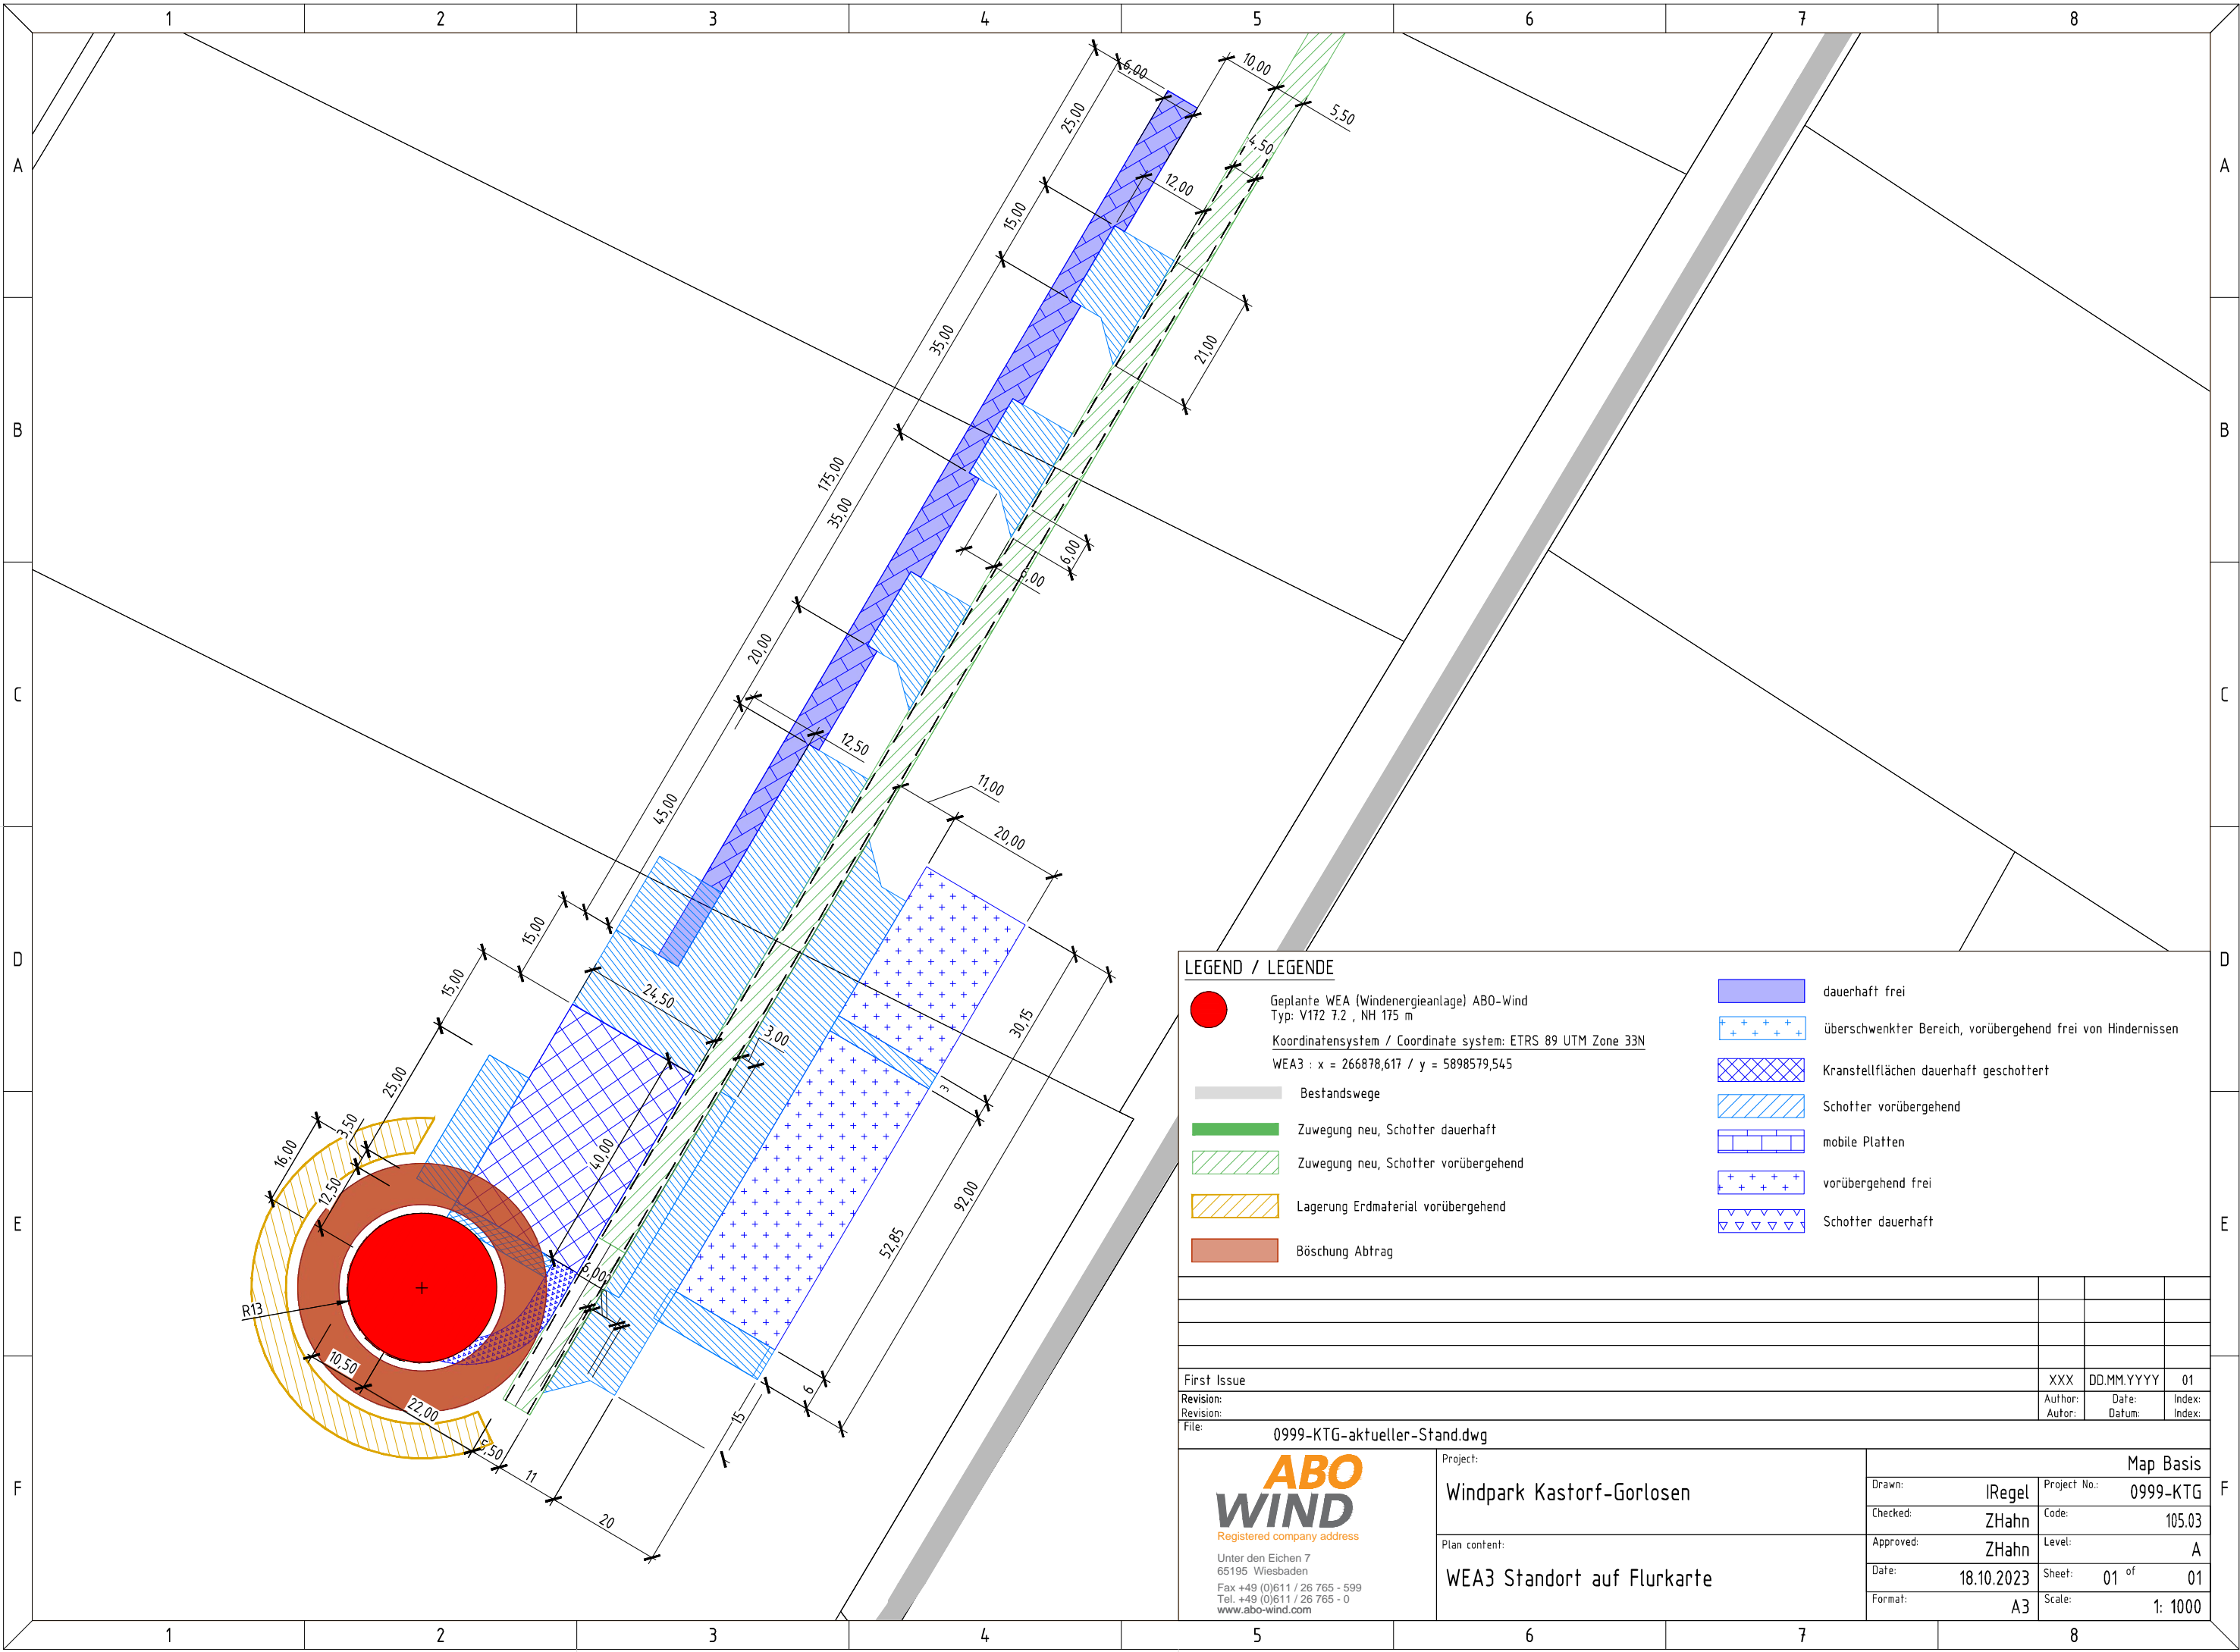 1 2 3 4 5 6 7 8
A A
B B
C C
D D
E E
F F
6,00
10,00
5,50
25,00
4,50
12,00
15,00
35,00
21,00
175,00
35,00
6,00
6,00
20,00
12,50
11,00
45,00
20,00
15,00
15,00
24,50
3,00
30,15
25,00
3
3,50
16,00
40,00
12,50
92,00
52,85
6,00
R13
10,50
22,00
6
15
5,50
11
20
LEGEND / LEGENDE
Geplante WEA (Windenergieanlage) ABO-Wind
Typ: V172 7.2 , NH 175 m
Koordinatensystem / Coordinate system: ETRS 89 UTM Zone 33N
WEA3 : x = 266878,617 / y = 5898579,545
Bestandswege
Zuwegung neu, Schotter dauerhaft
Zuwegung neu, Schotter vorübergehend
Lagerung Erdmaterial vorübergehend
Böschung Abtrag
dauerhaft frei
überschwenkter Bereich, vorübergehend frei von Hindernissen
Kranstellflächen dauerhaft geschottert
Schotter vorübergehend
mobile Platten
vorübergehend frei
Schotter dauerhaft
First Issue XXX DD.MM.YYYY 01
Revision: Author: Date: Index:
Revision: Autor: Datum: Index:
File: 0999-KTG-aktueller-Stand.dwg
ABO
WIND
Registered company address
Unter den Eichen 7
65195 Wiesbaden
Fax +49 (0)611 / 26 765 - 599
Tel. +49 (0)611 / 26 765 - 0
www.abo-wind.com
Project:
Windpark Kastorf-Gorlosen
Plan content:
WEA3 Standort auf Flurkarte
Map Basis
Drawn: IRegel Project No.: 0999-KTG
Checked: ZHahn Code: 105.03
Approved: ZHahn Level: A
Date: 18.10.2023 Sheet: 01 of 01
Format: A3 Scale: 1: 1000
1 2 3 4 5 6 7 8